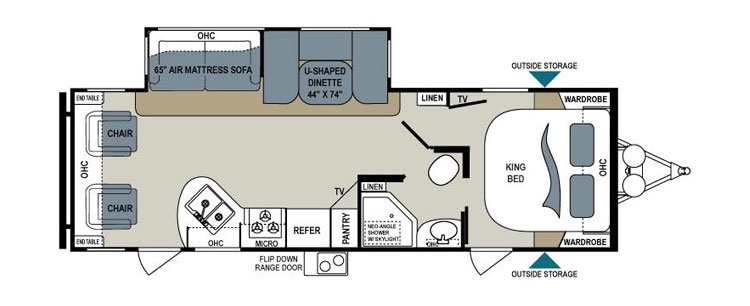 OHC
65" AIR MATTRESS SOFA
U-SHAPED
DINETTE
44" X 74"
OUTSIDE STORAGE
END TABLE
LINEN
TV
WARDROBE
CHAIR
OHC
KING
BED
OHC
CHAIR
TV
LINEN
PANTRY
REFER
NEO-ANGLE
SHOWER
W/ SKYLIGHT
END TABLE
OHC
MICRO
OHC
WARDROBE
FLIP DOWN
RANGE DOOR
OUTSIDE STORAGE